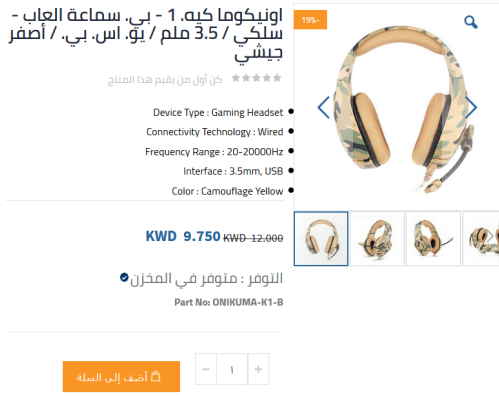 اونيكوما كيه. 1 - بي. سماعة العاب -
سلكي / 3.5 ملم / يو. اس. بي. / أصفر
جيشي
كن أول من يقيم هذا المنتج
Device Type : Gaming Headset
Connectivity Technology : Wired
Frequency Range : 20-20000Hz
Interface : 3.5mm, USB
Color : Camouflage Yellow
KWD 9.750 KWD 12.000
التوفر : متوفر في المخزن
Part No: ONIKUMA-K1-B
- ١ +
أضف إلى السلة
19%-